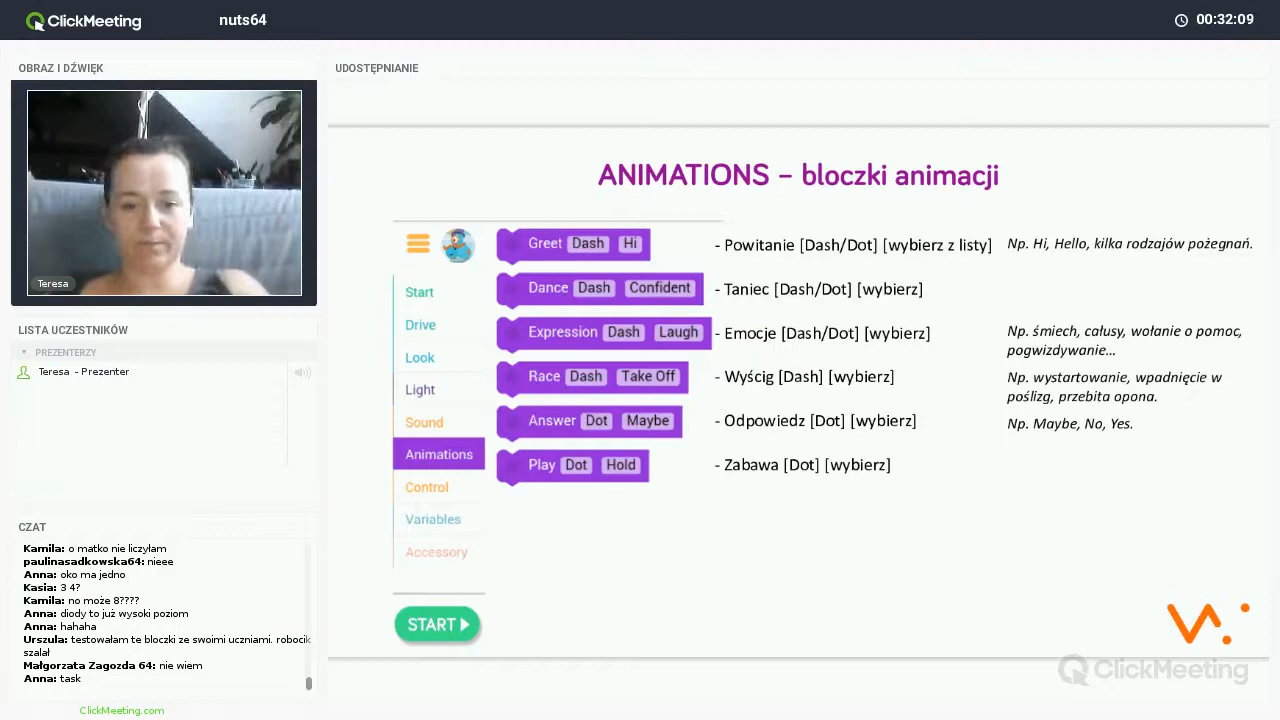 ClickMeeting
nuts64
00:32:09
OBRAZ I DŹWIĘK
Teresa
LISTA UCZESTNIKÓW
PREZENTERZY
Teresa - Prezenter
CZAT
Kamila: o matko nie liczyłam
paulinasadkowska64: nieee
Anna: oko ma jedno
Kasia: 3 4?
Kamila: no może 8????
Anna: diody to już wysoki poziom
Anna: hahaha
Urszula: testowałam te bloczki ze swoimi uczniami. robocik
szalał
Małgorzata Zagozda 64: nie wiem
Anna: task
ClickMeeting.com
UDOSTĘPNIANIE
ANIMATIONS – bloczki animacji
Start
Drive
Look
Light
Sound
Animations
Control
Variables
Accessory
START
Greet Dash Hi - Powitanie [Dash/Dot] [wybierz z listy] Np. Hi, Hello, kilka rodzajów pożegnań.
Dance Dash Confident - Taniec [Dash/Dot] [wybierz]
Expression Dash Laugh - Emocje [Dash/Dot] [wybierz] Np. śmiech, całusy, wołanie o pomoc,
pogwizdywanie...
Race Dash Take Off - Wyścig [Dash] [wybierz] Np. wystartowanie, wpadnięcie w
poślizg, przebita opona.
Answer Dot Maybe - Odpowiedz [Dot] [wybierz] Np. Maybe, No, Yes.
Play Dot Hold - Zabawa [Dot] [wybierz]
ClickMeeting